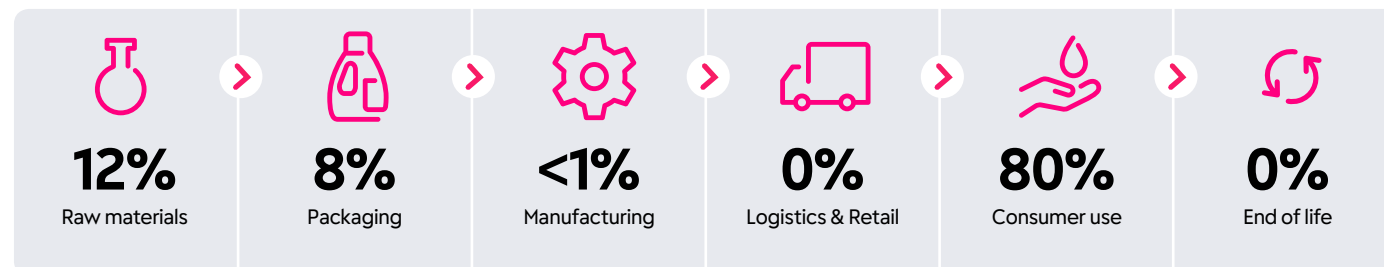 12%
Raw materials
8%
Packaging
<1%
Manufacturing
0%
Logistics & Retail
80%
Consumer use
0%
End of life